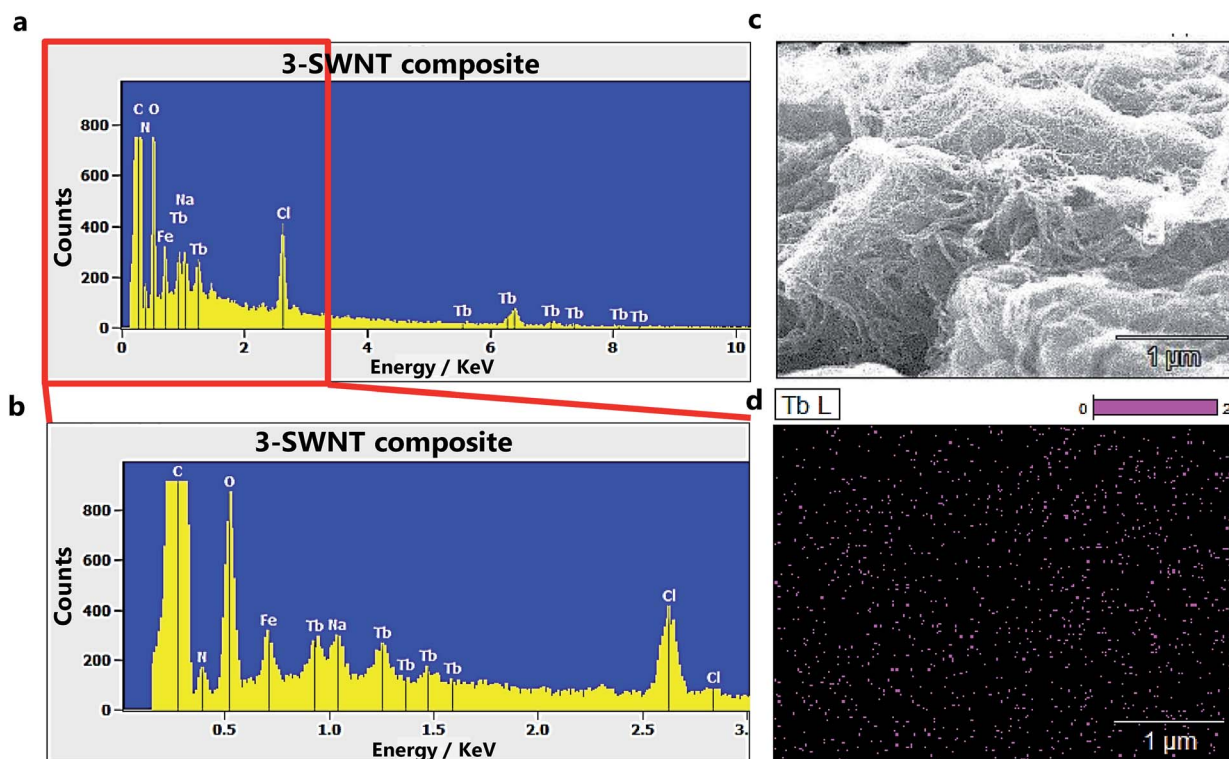 a
3-SWNT composite
C O
N
800
600
Na
400
Tb
Cl
Fe
Tb
200
Tb
Tb
Tb
Tb
Tb Tb
0
0 2 4 6 8 10
Counts
Energy / KeV
b
3-SWNT composite
C
O
800
600
400
Fe
Tb Na
Tb
Cl
200
N
Tb
Tb
Tb
Cl
0
0.5 1.0 1.5 2.0 2.5 3.
Counts
Energy / KeV
c
1 μm
d
Tb L
0 2
1 μm